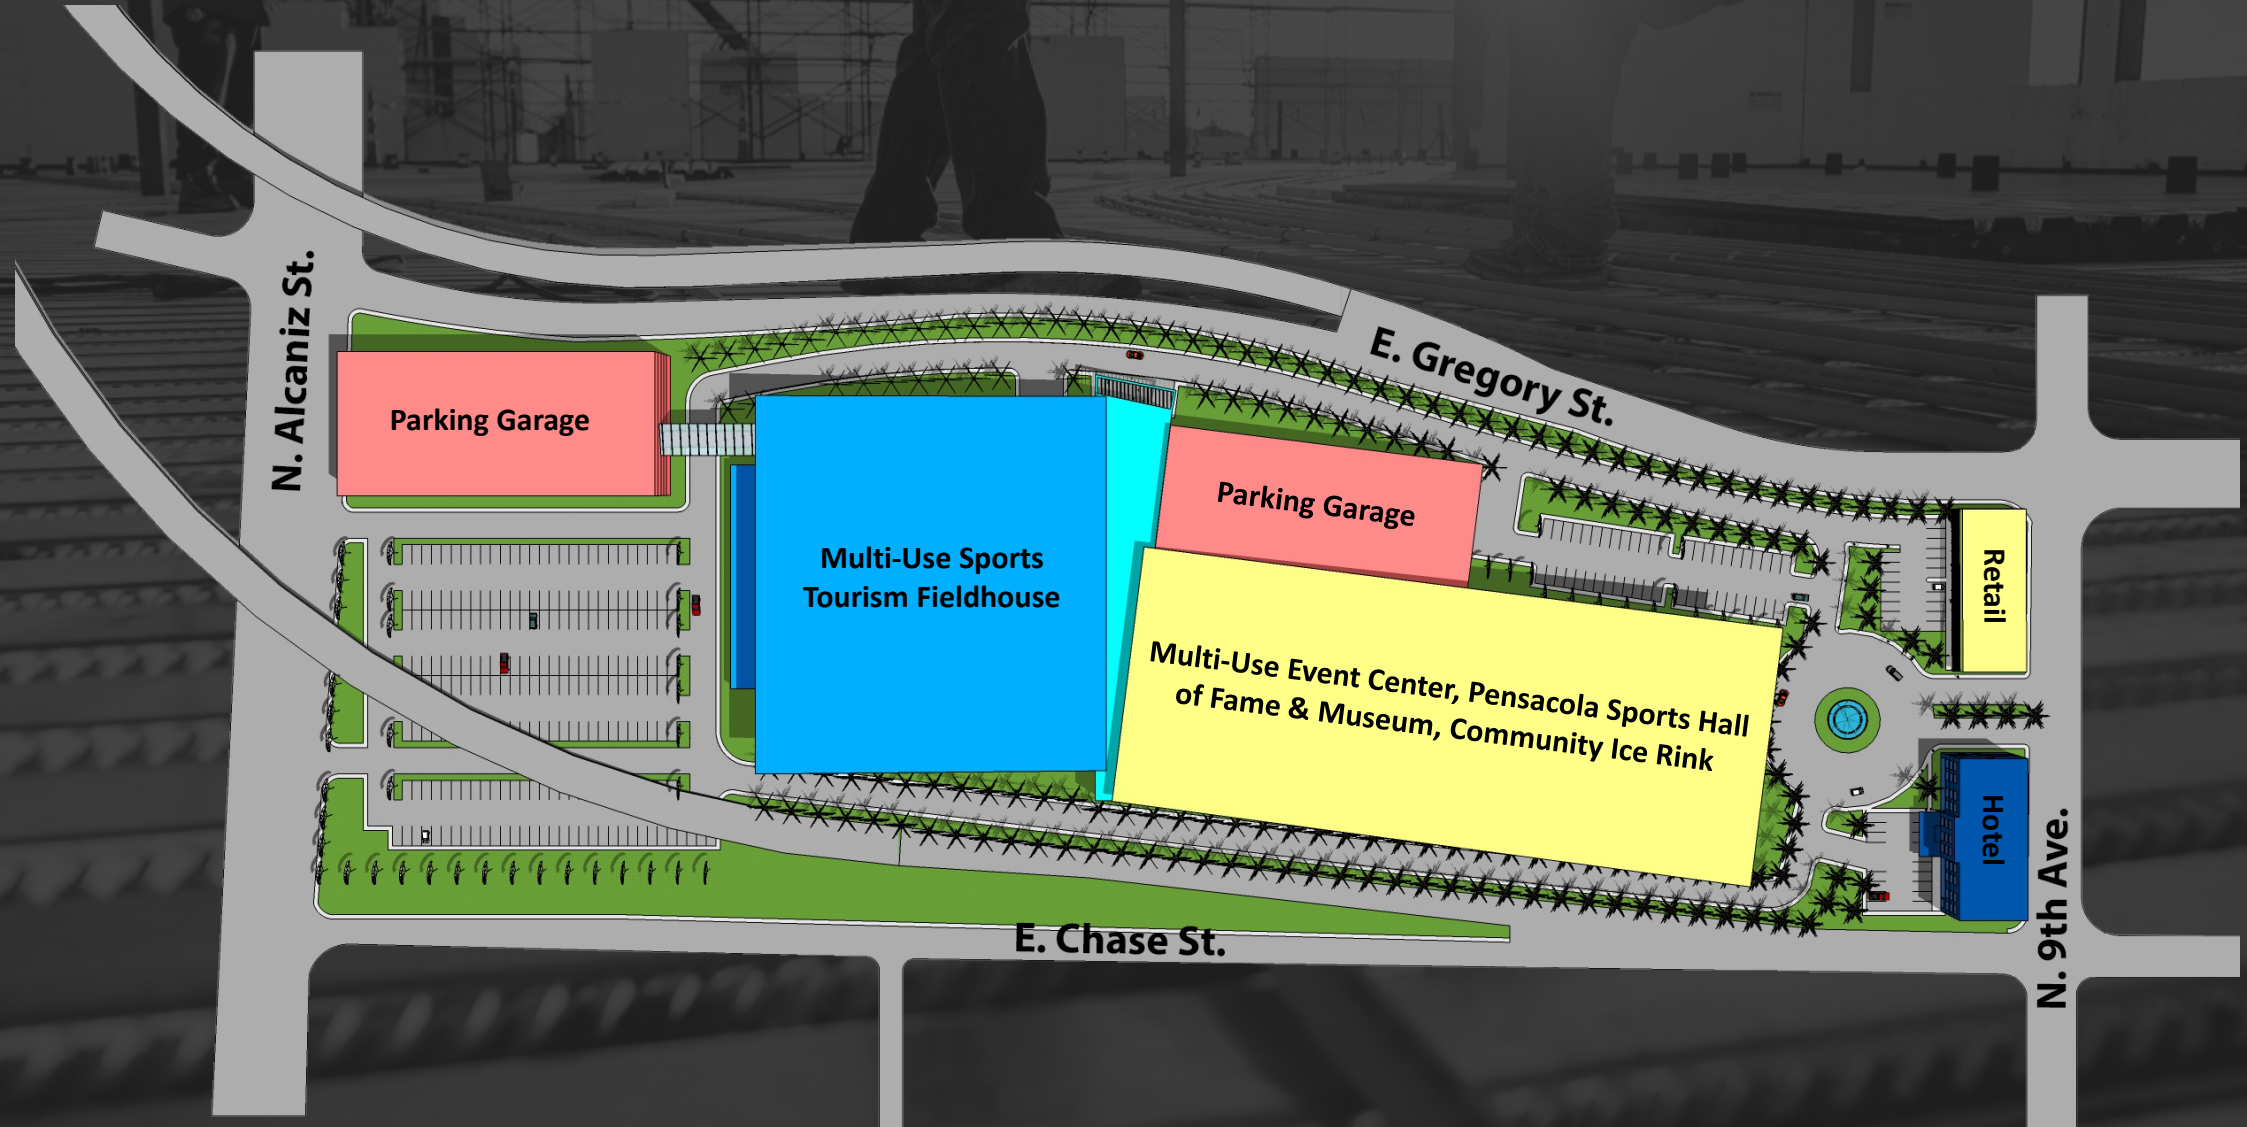 E. Gregory St.
N. Alcaniz St.
Parking Garage
Parking Garage
Multi-Use Sports
Tourism Fieldhouse
Retail
Multi-Use Event Center, Pensacola Sports Hall
of Fame & Museum, Community Ice Rink
Hotel
E. Chase St.
N. 9th Ave.